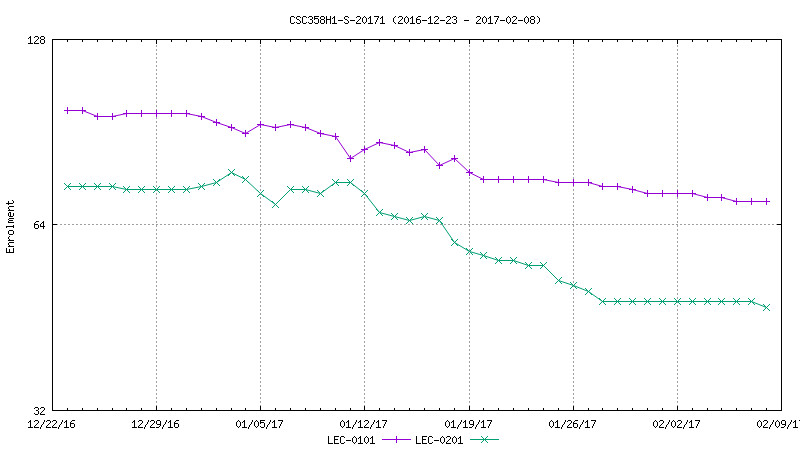 CSC358H1-S-20171 (2016-12-23 - 2017-02-08)
128
Enrolment
64
32
12/22/16 12/29/16 01/05/17 01/12/17 01/19/17 01/26/17 02/02/17 02/09/1
LEC-0101 LEC-0201